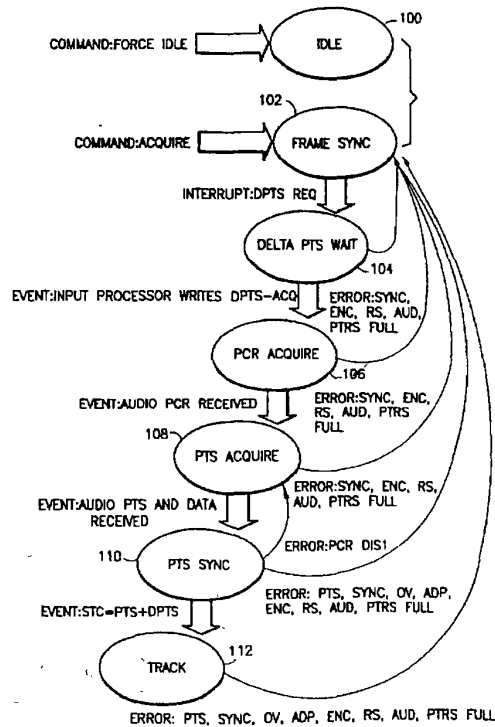 100
COMMAND:FORCE IDLE
IDLE
102
COMMAND:ACQUIRE
FRAME SYNC
INTERRUPT:DPTS REQ
DELTA PTS WAIT
104
EVENT:INPUT PROCESSOR WRITES DPTS-ACQ
ERROR:SYNC,
ENC, RS, AUD,
PTRS FULL
PCR ACQUIRE
106
EVENT:AUDIO PCR RECEIVED
ERROR:SYNC, ENC,
RS, AUD, PTRS
FULL
108
PTS ACQUIRE
ERROR:SYNC, ENC, RS,
AUD, PTRS FULL
EVENT:AUDIO PTS AND DATA
RECEIVED
ERROR:PCR DIS1
110
PTS SYNC
ERROR: PTS, SYNC, OV, ADP,
ENC, RS, AUD, PTRS FULL
EVENT:STC=PTS+DPTS
112
TRACK
ERROR: PTS, SYNC, OV, ADP, ENC, RS, AUD, PTRS FULL